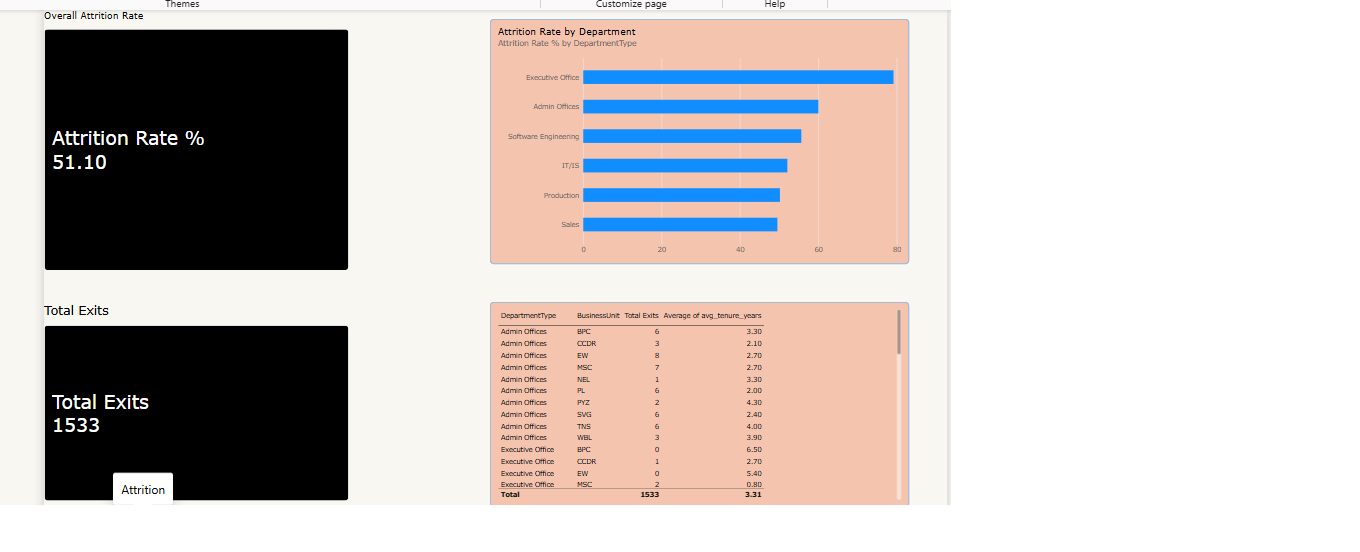 Themes Customize page Help
Overall Attrition Rate
Attrition Rate %
51.10
Attrition Rate by Department
Attrition Rate % by DepartmentType
Executive Office
Admin Offices
Software Engineering
IT/IS
Production
Sales
0 20 40 60 80
Total Exits
Total Exits
1533
Attrition
DepartmentType BusinessUnit Total Exits Average of avg_tenure_years
Admin Offices BPC 6 3.30
Admin Offices CCDR 3 2.10
Admin Offices EW 8 2.70
Admin Offices MSC 7 2.70
Admin Offices NEL 1 3.30
Admin Offices PL 6 2.00
Admin Offices PYZ 2 4.30
Admin Offices SVG 6 2.40
Admin Offices TNS 6 4.00
Admin Offices WBL 3 3.90
Executive Office BPC 0 6.50
Executive Office CCDR 1 2.70
Executive Office EW 0 5.40
Executive Office MSC 2 0.80
Total 1533 3.31